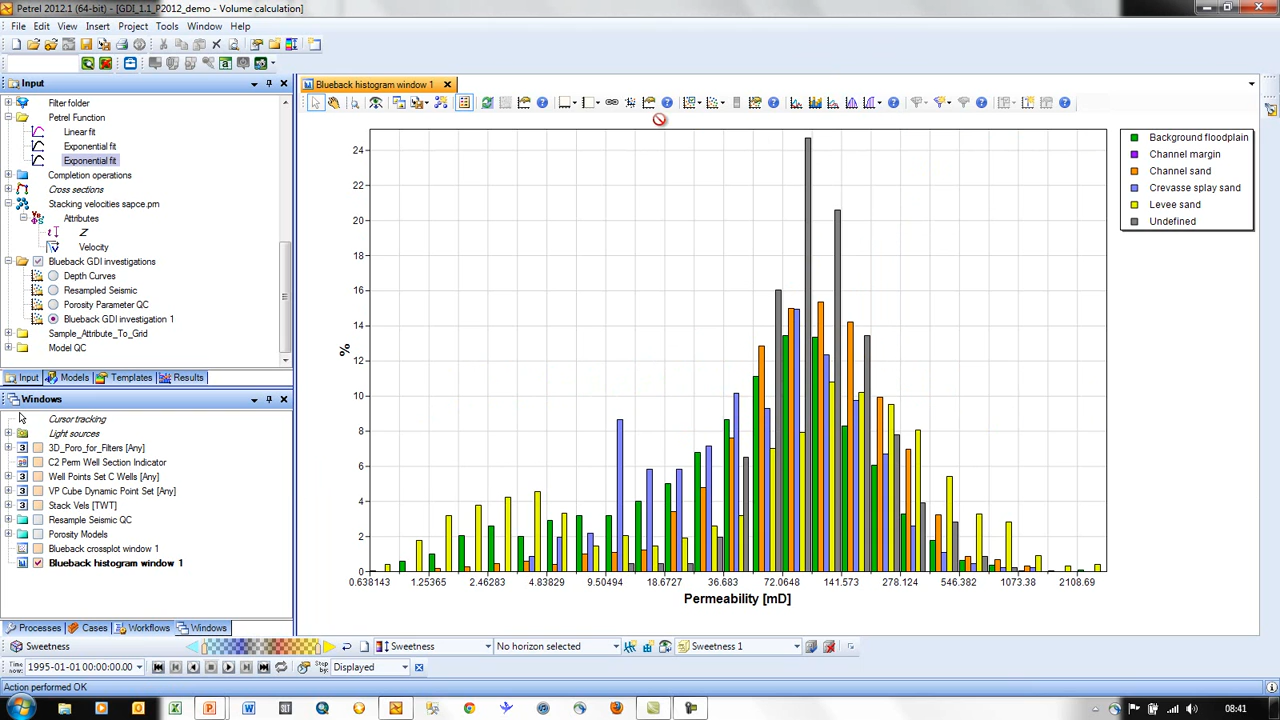 Petrel 2012.1 (64-bit) - [GDI_1.1_P2012_demo - Volume calculation]
File Edit View Insert Project Tools Window Help
Input
Filter folder
Petrel Function
Linear fit
Exponential fit
Exponential fit
Completion operations
Cross sections
Stacking velocities sapce.pm
Attributes
Z
Velocity
Blueback GDI investigations
Depth Curves
Resampled Seismic
Porosity Parameter QC
Blueback GDI investigation 1
Sample_Attribute_To_Grid
Model QC
Input Models Templates Results
Windows
Cursor tracking
Light sources
3D_Poro_for_Filters [Any]
C2 Perm Well Section Indicator
Well Points Set C Wells [Any]
VP Cube Dynamic Point Set [Any]
Stack Vels [TWT]
Resample Seismic QC
Porosity Models
Blueback crossplot window 1
Blueback histogram window 1
Processes Cases Workflows Windows
Blueback histogram window 1
24
22
20
18
16
14
12
10
8
6
4
2
0
%
0.638143 1.25365 2.46283 4.83829 9.50494 18.6727 36.683 72.0648 141.573 278.124 546.382 1073.38 2108.69
Permeability [mD]
Background floodplain
Channel margin
Channel sand
Crevasse splay sand
Levee sand
Undefined
Sweetness Sweetness No horizon selected Sweetness 1
Time now: 1995-01-01 00:00:00.00 Step by: Displayed
Action performed OK
08:41